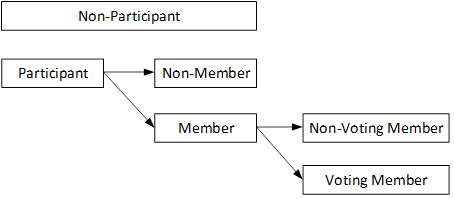 Non-Participant
Participant
Non-Member
Member
Non-Voting Member
Voting Member